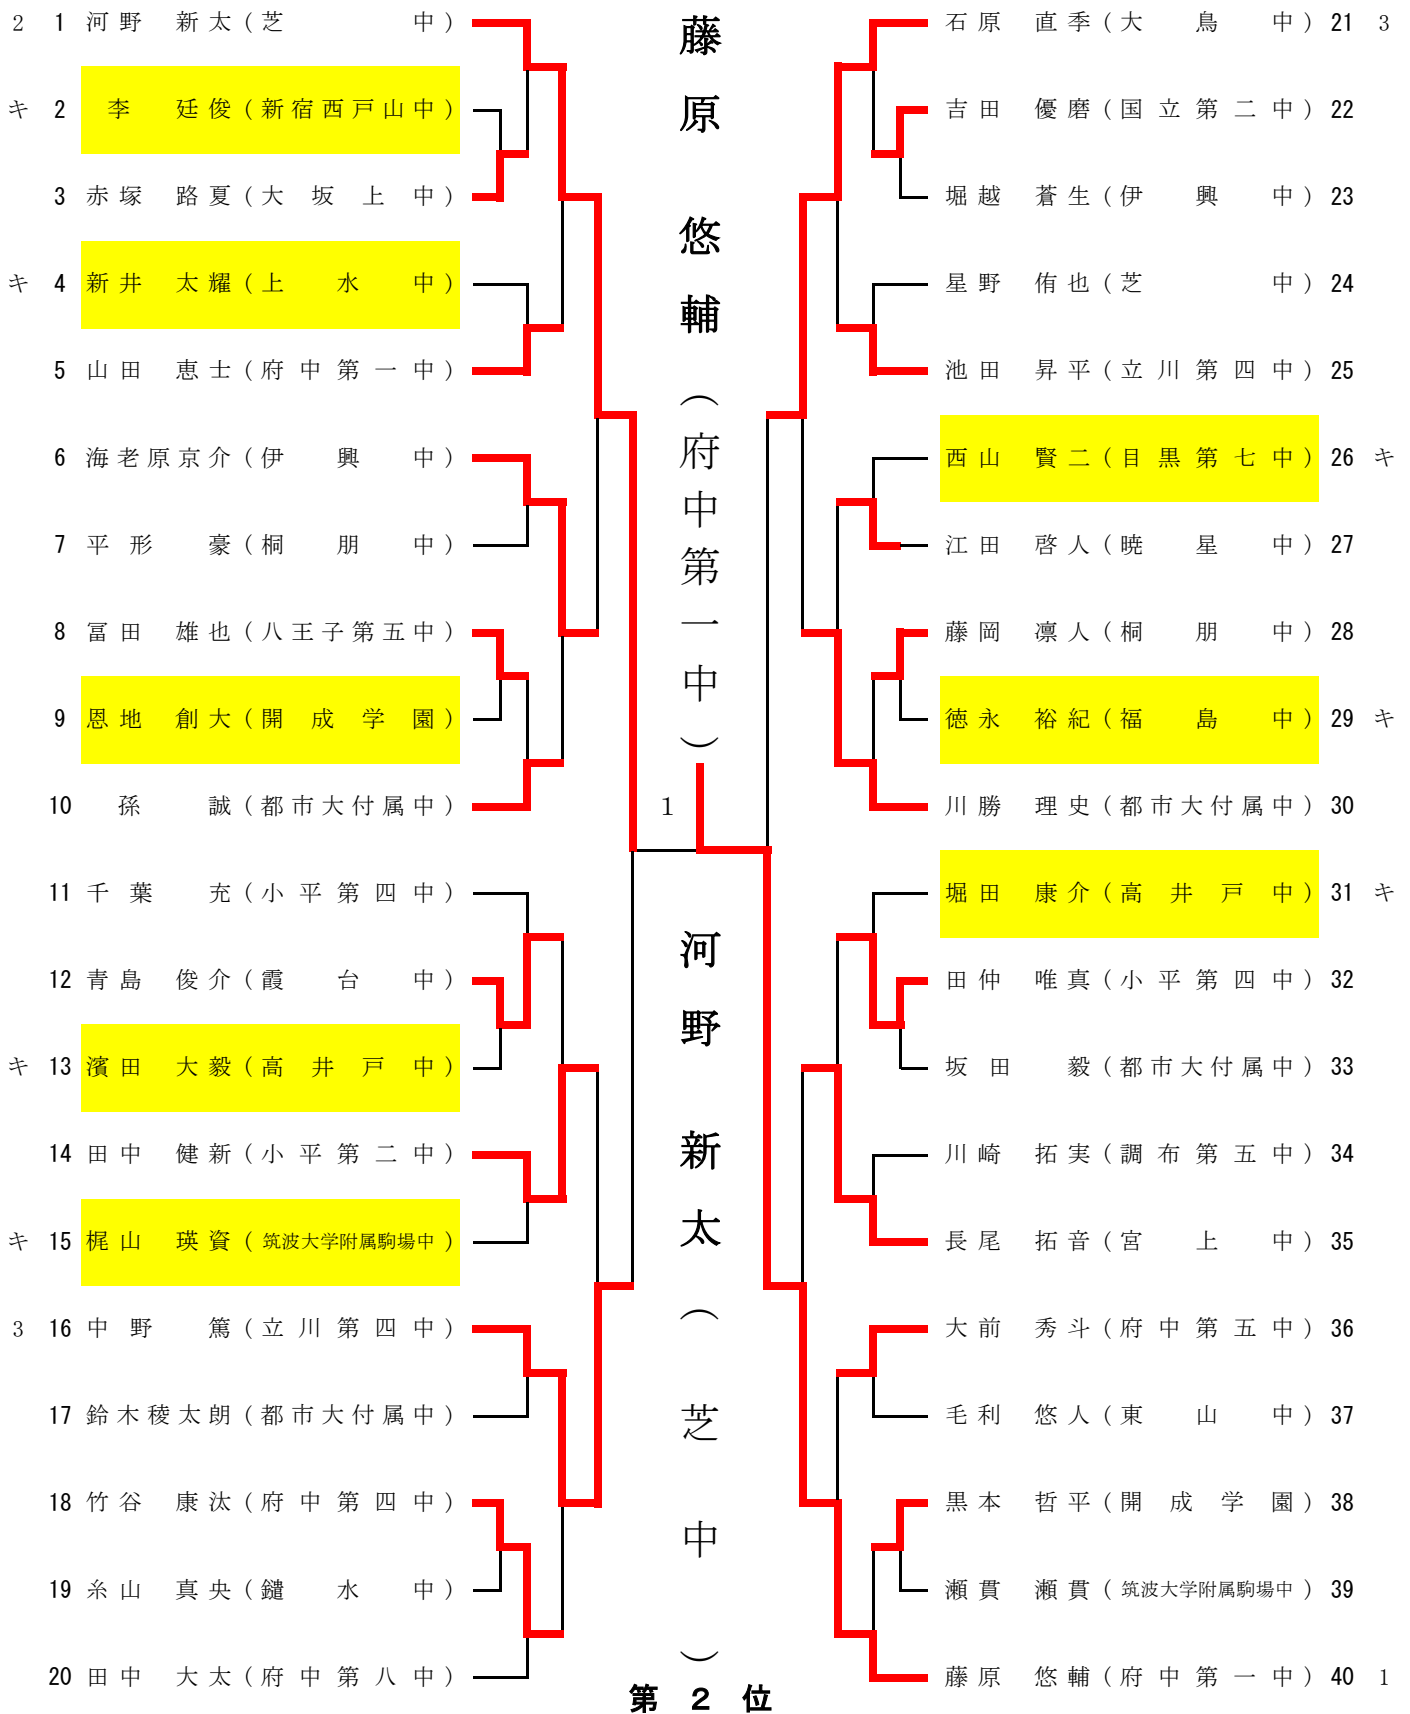 2 1 河野 新太(芝 中)
キ 2 李 廷俊(新宿西戸山中)
3 赤塚 路夏(大坂上中)
キ 4 新井 太耀(上水中)
5 山田 恵士(府中第一中)
6 海老原京介(伊興中)
7 平形 豪(桐朋中)
8 冨田 雄也(八王子第五中)
9 恩地 創大(開成学園)
10 孫 誠(都市大付属中)
11 千葉 充(小平第四中)
12 青島 俊介(霞台中)
キ 13 濱田 大毅(高井戸中)
14 田中 健新(小平第二中)
キ 15 梶山 瑛資(筑波大学附属駒場中)
3 16 中野 篤(立川第四中)
17 鈴木稜太朗(都市大付属中)
18 竹谷 康汰(府中第四中)
19 糸山 真央(鑓水中)
20 田中 大太(府中第八中)
藤原 悠輔(府中第一中)
1
河野 新太(芝中)
第2位
石原 直季(大鳥中) 21 3
吉田 優磨(国立第二中) 22
堀越 蒼生(伊興中) 23
星野 侑也(芝 中) 24
池田 昇平(立川第四中) 25
西山 賢二(目黒第七中) 26 キ
江田 啓人(暁星中) 27
藤岡 凛人(桐朋中) 28
徳永 裕紀(福島中) 29 キ
川勝 理史(都市大付属中) 30
堀田 康介(高井戸中) 31 キ
田仲 唯真(小平第四中) 32
坂田 毅(都市大付属中) 33
川崎 拓実(調布第五中) 34
長尾 拓音(宮上中) 35
大前 秀斗(府中第五中) 36
毛利 悠人(東山中) 37
黒本 哲平(開成学園) 38
瀬貫 瀬貫(筑波大学附属駒場中) 39
藤原 悠輔(府中第一中) 40 1